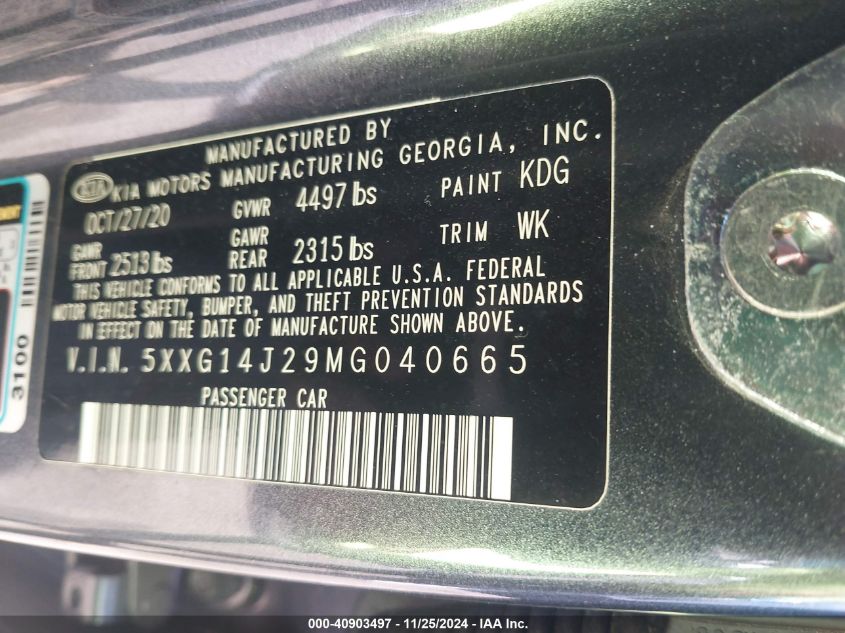 MANUFACTURED BY
KIA KIA MOTORS MANUFACTURING GEORGIA, INC.
OCT/27/20 GVWR 4497 lbs PAINT KDG
GAWR FRONT 2513 lbs GAWR REAR 2315 lbs TRIM WK
THIS VEHICLE CONFORMS TO ALL APPLICABLE U.S.A. FEDERAL
MOTOR VEHICLE SAFETY, BUMPER, AND THEFT PREVENTION STANDARDS
IN EFFECT ON THE DATE OF MANUFACTURE SHOWN ABOVE.
V.I.N. 5XXG14J29MG040665
PASSENGER CAR
3100
000-40903497 - 11/25/2024 - IAA Inc.